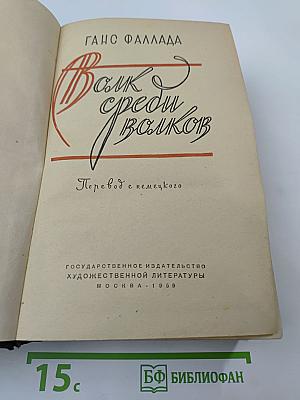 ГАНС ФАЛЛАДА
Волк
среди
волков
Перевод с немецкого
ГОСУДАРСТВЕННОЕ ИЗДАТЕЛЬСТВО
ХУДОЖЕСТВЕННОЙ ЛИТЕРАТУРЫ
МОСКВА - 1959
15с
БФ БИБЛИОФАН